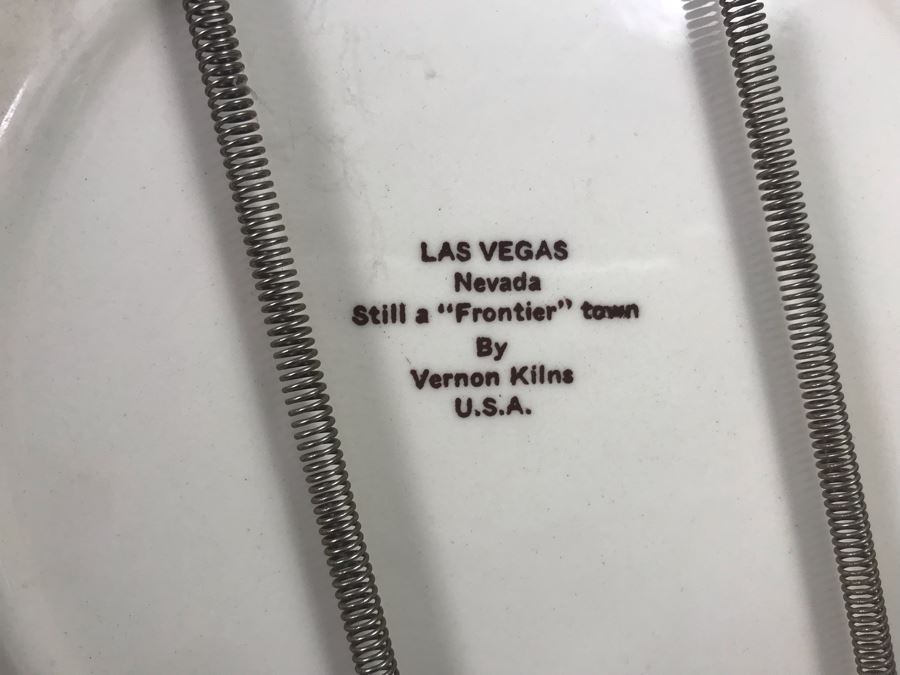 LAS VEGAS
Nevada
Still a “Frontier” town
By
Vernon Kilns
U.S.A.